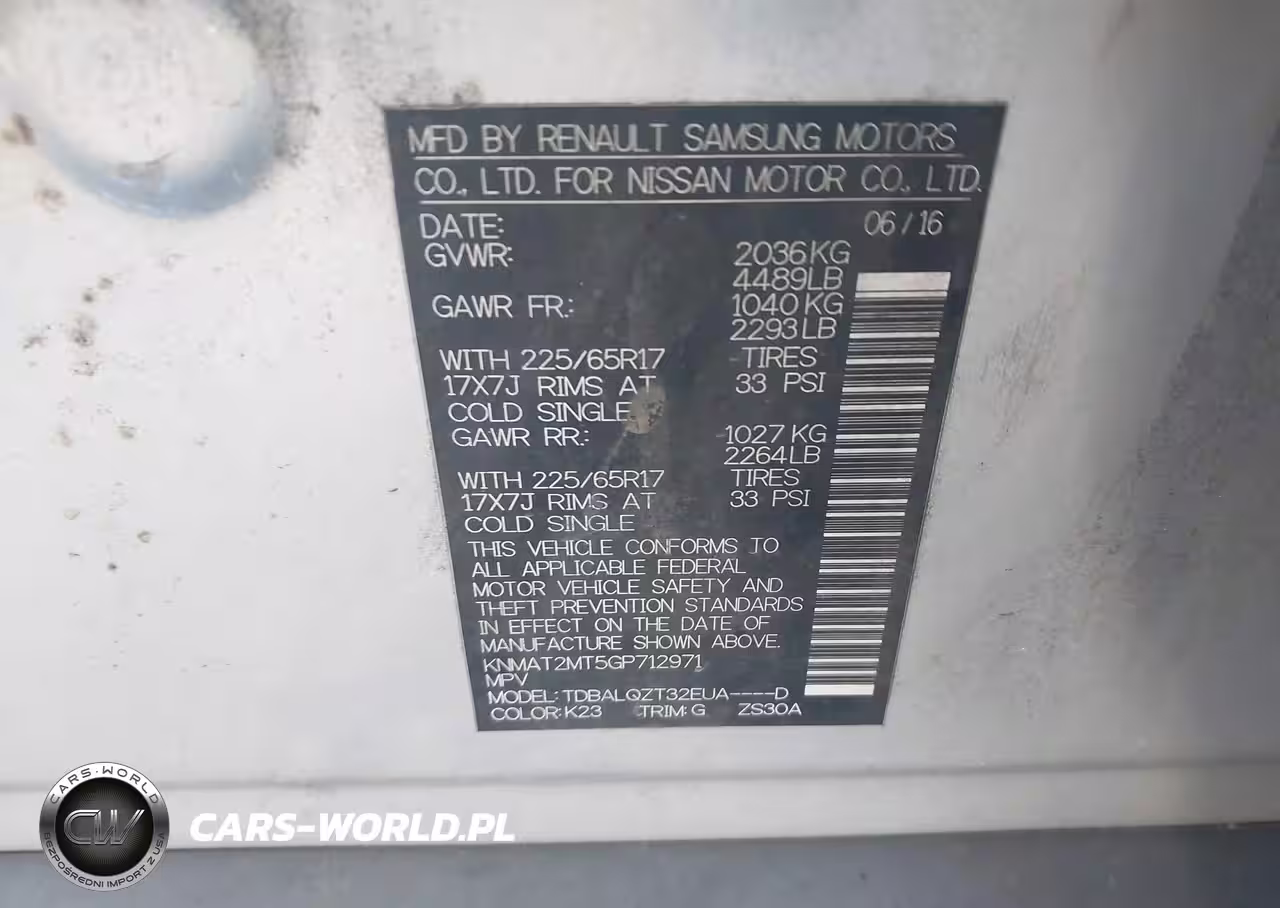 MFD BY RENAULT SAMSUNG MOTORS
CO., LTD. FOR NISSAN MOTOR CO., LTD.
DATE: 06/16
GVWR: 2036KG
4489LB
GAWR FR.: 1040KG
2293LB
WITH 225/65R17 TIRES
17X7J RIMS AT 33 PSI
COLD SINGLE
GAWR RR.: 1027KG
2264LB
WITH 225/65R17 TIRES
17X7J RIMS AT 33 PSI
COLD SINGLE
THIS VEHICLE CONFORMS TO
ALL APPLICABLE FEDERAL
MOTOR VEHICLE SAFETY AND
THEFT PREVENTION STANDARDS
IN EFFECT ON THE DATE OF
MANUFACTURE SHOWN ABOVE.
KNMAT2MT5GP712971
MPV
MODEL: TDBALQZT32EUA----D
COLOR: K23 TRIM: G ZS30A
CARS-WORLD
CW
BEZPOŚREDNI IMPORT Z USA
CARS-WORLD.PL